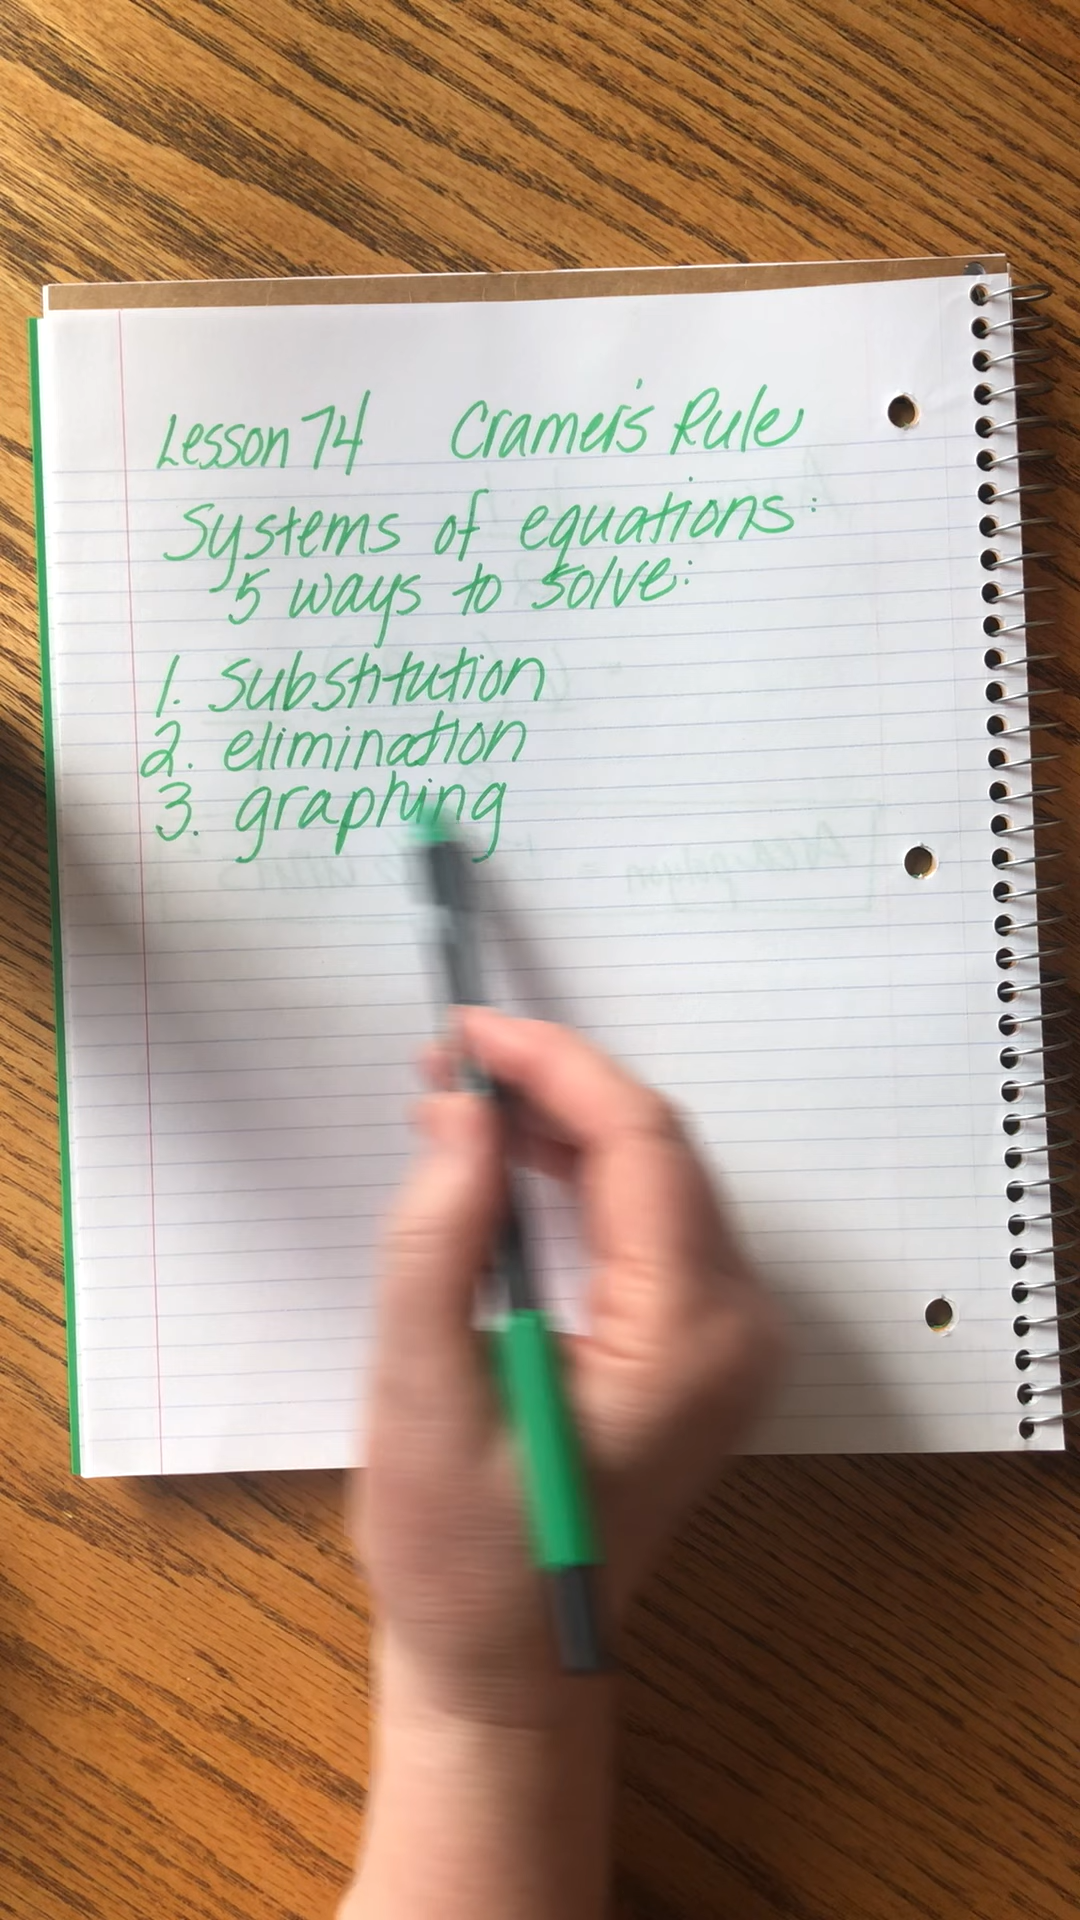 Lesson 74 Cramer's Rule
Systems of equations:
5 ways to solve:
1. substitution
2. elimination
3. graphing